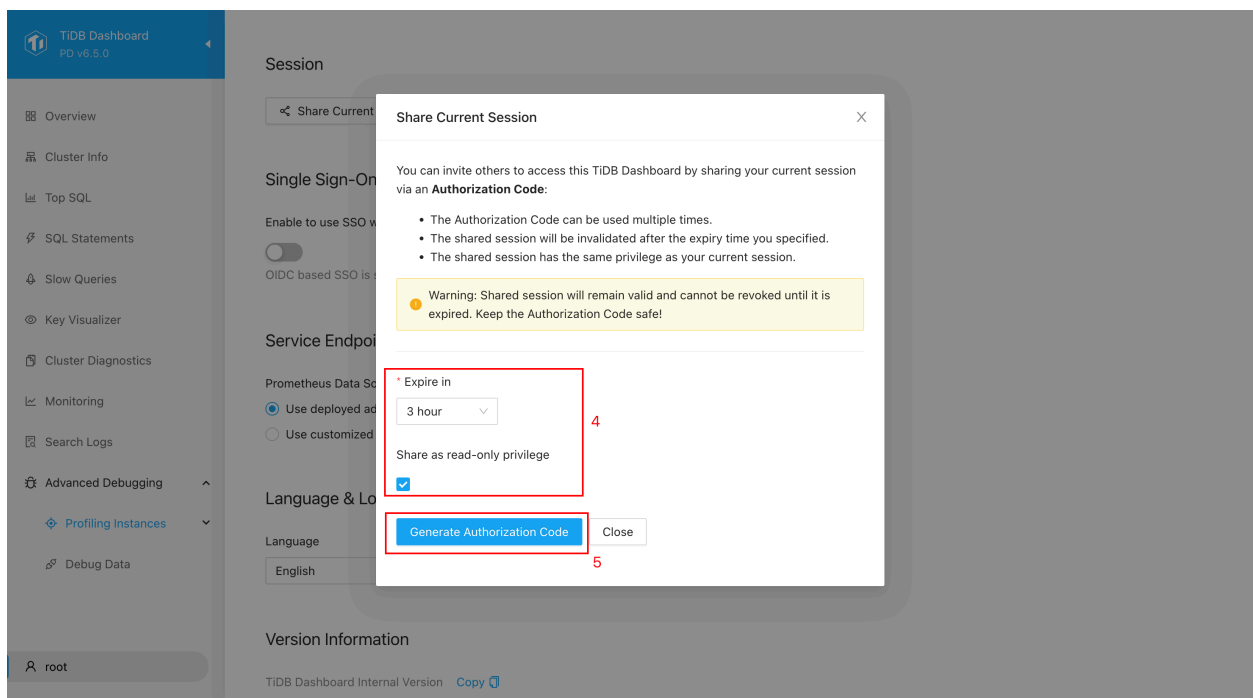 TiDB Dashboard
PD v6.5.0
Overview
Cluster Info
Top SQL
SQL Statements
Slow Queries
Key Visualizer
Cluster Diagnostics
Monitoring
Search Logs
Advanced Debugging
Profiling Instances
Debug Data
root
Session
Share Current
Single Sign-On
Enable to use SSO w
OIDC based SSO is s
Service Endpoi
Prometheus Data So
Use deployed ad
Use customized
Language & Lo
Language
English
Version Information
TiDB Dashboard Internal Version Copy
Share Current Session
You can invite others to access this TiDB Dashboard by sharing your current session
via an Authorization Code:
• The Authorization Code can be used multiple times.
• The shared session will be invalidated after the expiry time you specified.
• The shared session has the same privilege as your current session.
Warning: Shared session will remain valid and cannot be revoked until it is
expired. Keep the Authorization Code safe!
* Expire in
3 hour
4
Share as read-only privilege
Generate Authorization Code Close
5